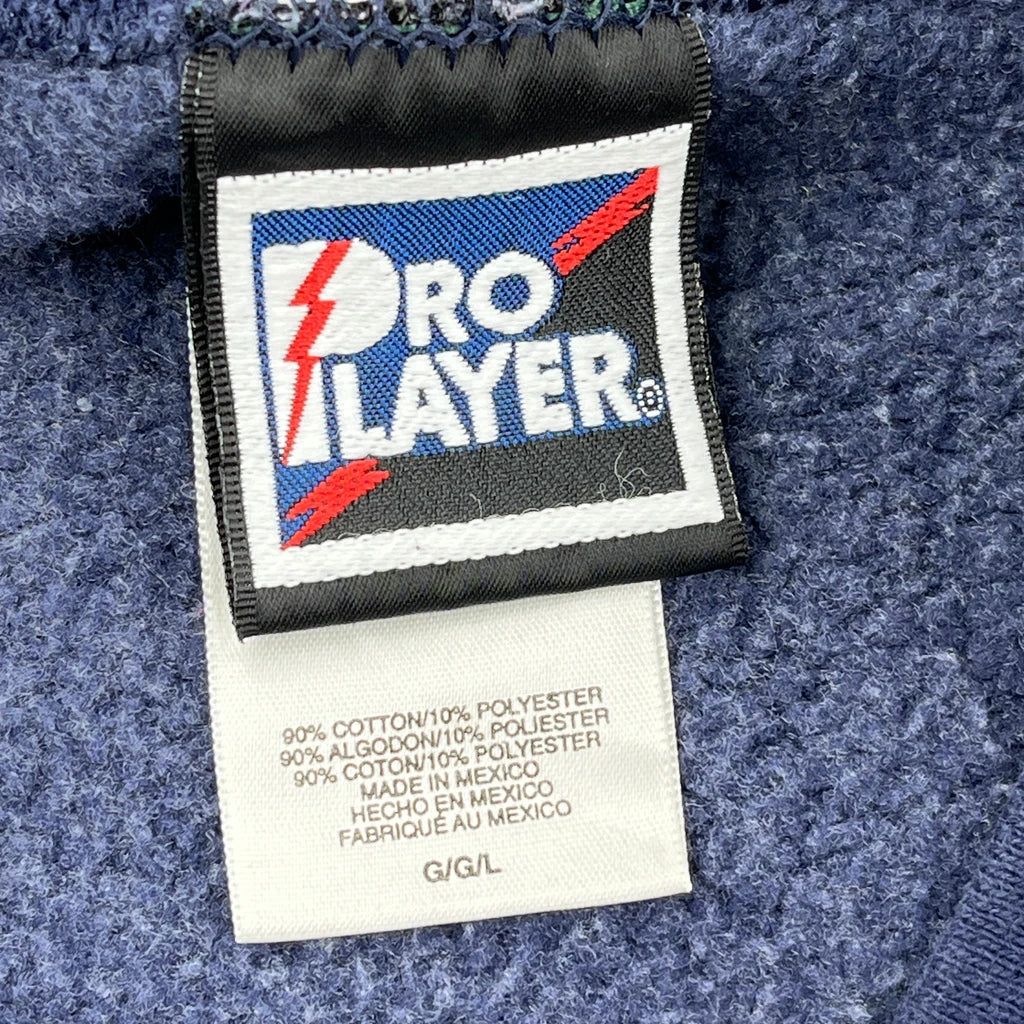 PRO
PLAYER®
90% COTTON/10% POLYESTER
90% ALGODON/10% POLIESTER
90% COTON/10% POLYESTER
MADE IN MEXICO
HECHO EN MEXICO
FABRIQUE AU MEXICO
G/G/L